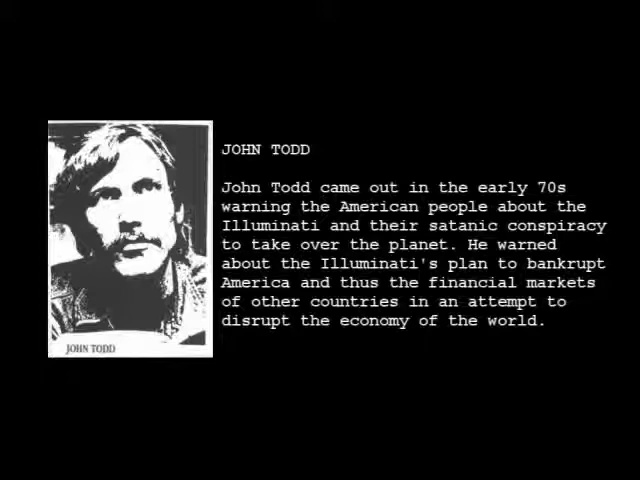 JOHN TODD
John Todd came out in the early 70s
warning the American people about the
Illuminati and their satanic conspiracy
to take over the planet. He warned
about the Illuminati's plan to bankrupt
America and thus the financial markets
of other countries in an attempt to
disrupt the economy of the world.
JOHN TODD